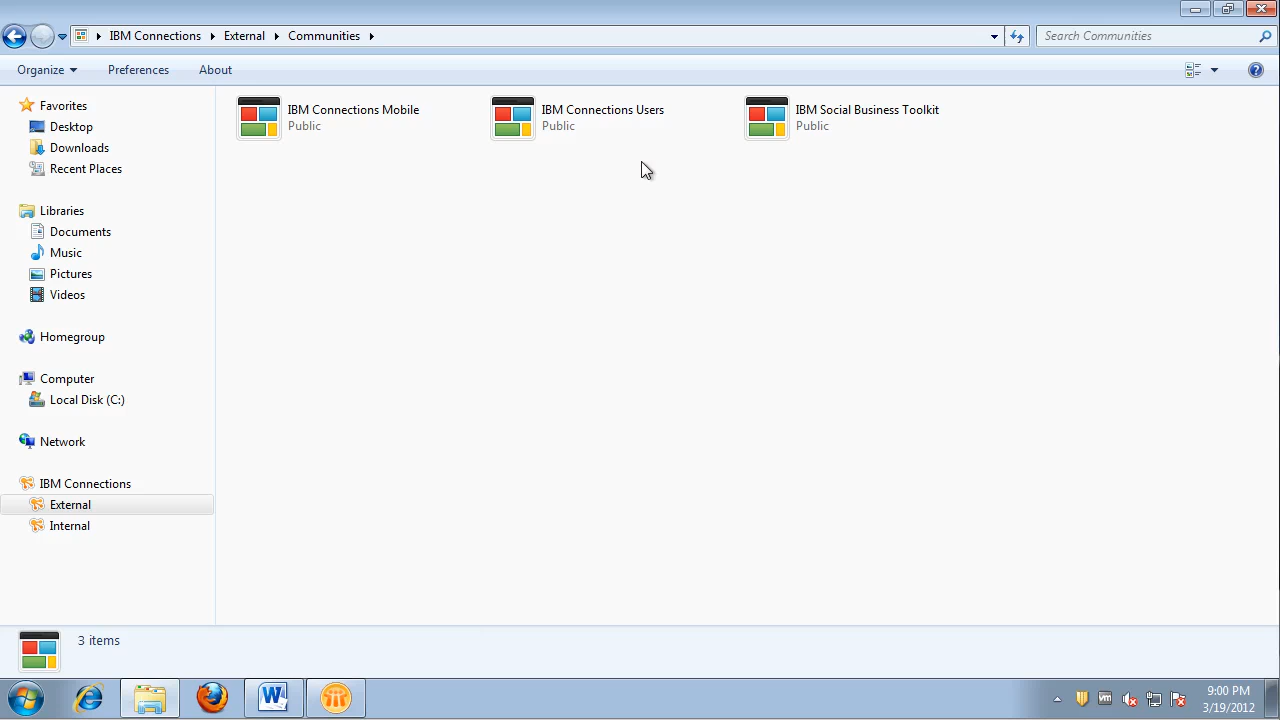 IBM Connections External Communities
Search Communities
Organize Preferences About
Favorites
Desktop
Downloads
Recent Places
Libraries
Documents
Music
Pictures
Videos
Homegroup
Computer
Local Disk (C:)
Network
IBM Connections
External
Internal
IBM Connections Mobile
Public
IBM Connections Users
Public
IBM Social Business Toolkit
Public
3 items
9:00 PM
3/19/2012